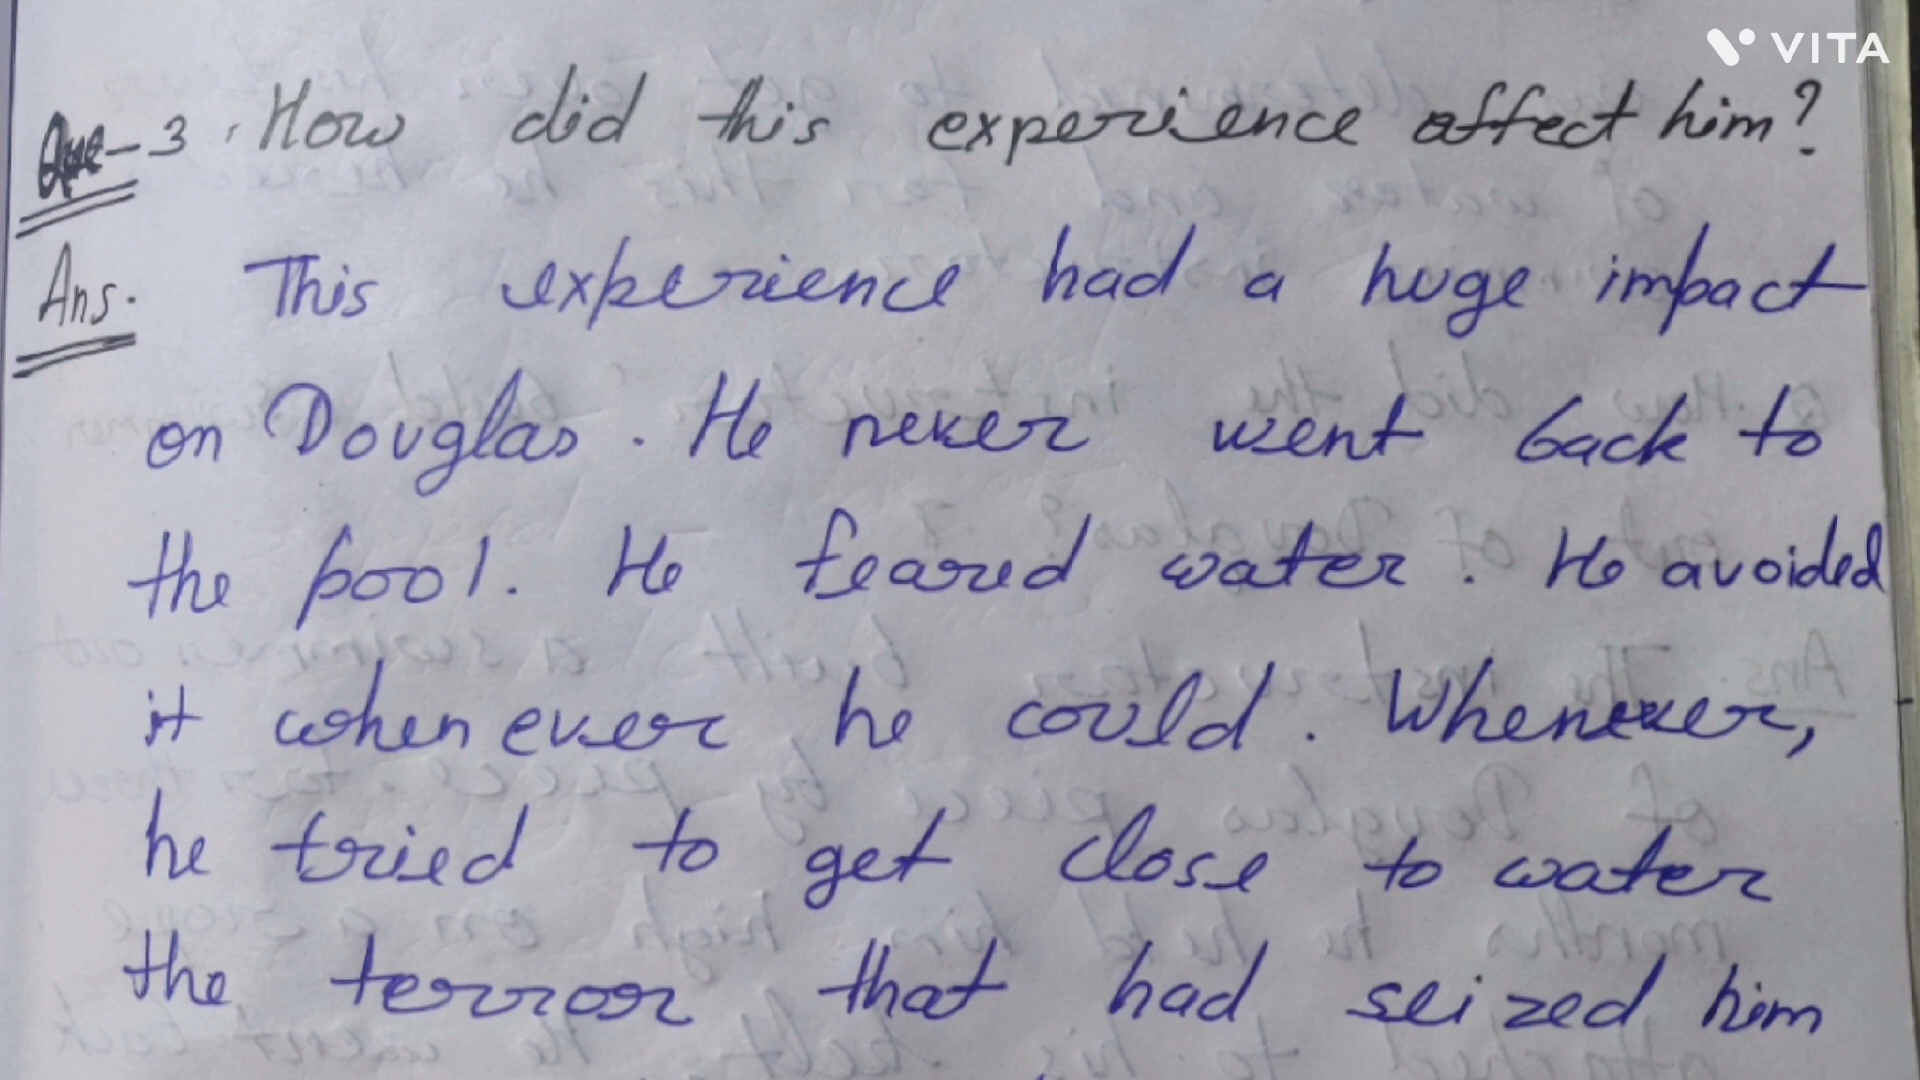 VITA
Que-3. How did this experience affect him?
Ans. This experience had a huge impact
on Douglas. He never went back to
the pool. He feared water. He avoided
it whenever he could. Whenever,
he tried to get close to water
the terror that had seized him